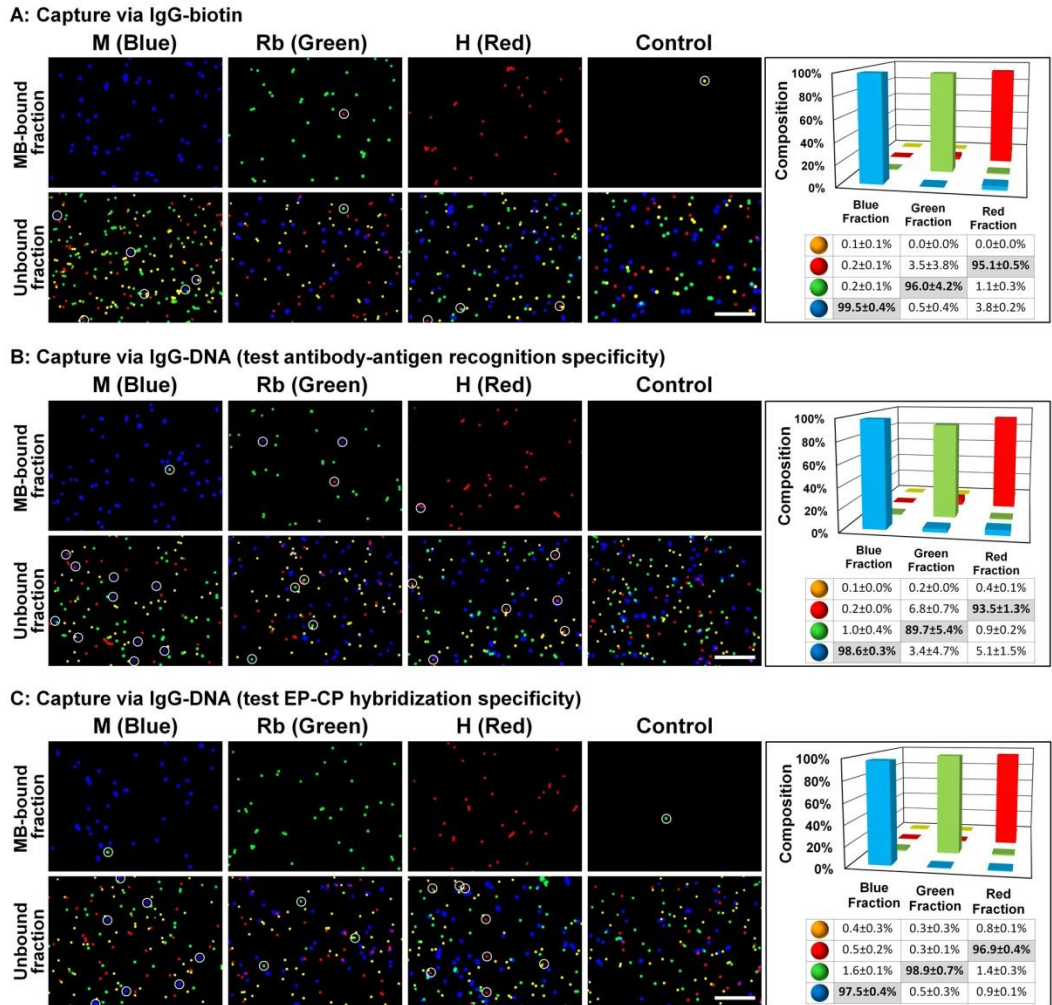 A: Capture via IgG-biotin
M (Blue) Rb (Green) H (Red) Control
MB-bound
fraction
Unbound
fraction
Composition
100%
80%
60%
40%
20%
0%
Blue Fraction Green Fraction Red Fraction
0.1±0.1% 0.0±0.0% 0.0±0.0%
0.2±0.1% 3.5±3.8% 95.1±0.5%
0.2±0.1% 96.0±4.2% 1.1±0.3%
99.5±0.4% 0.5±0.4% 3.8±0.2%
B: Capture via IgG-DNA (test antibody-antigen recognition specificity)
M (Blue) Rb (Green) H (Red) Control
MB-bound
fraction
Unbound
fraction
Composition
100%
80%
60%
40%
20%
0%
Blue Fraction Green Fraction Red Fraction
0.1±0.0% 0.2±0.0% 0.4±0.1%
0.2±0.0% 6.8±0.7% 93.5±1.3%
1.0±0.4% 89.7±5.4% 0.9±0.2%
98.6±0.3% 3.4±4.7% 5.1±1.5%
C: Capture via IgG-DNA (test EP-CP hybridization specificity)
M (Blue) Rb (Green) H (Red) Control
MB-bound
fraction
Unbound
fraction
Composition
100%
80%
60%
40%
20%
0%
Blue Fraction Green Fraction Red Fraction
0.4±0.3% 0.3±0.3% 0.8±0.1%
0.5±0.2% 0.3±0.1% 96.9±0.4%
1.6±0.1% 98.9±0.7% 1.4±0.3%
97.5±0.4% 0.5±0.3% 0.9±0.1%